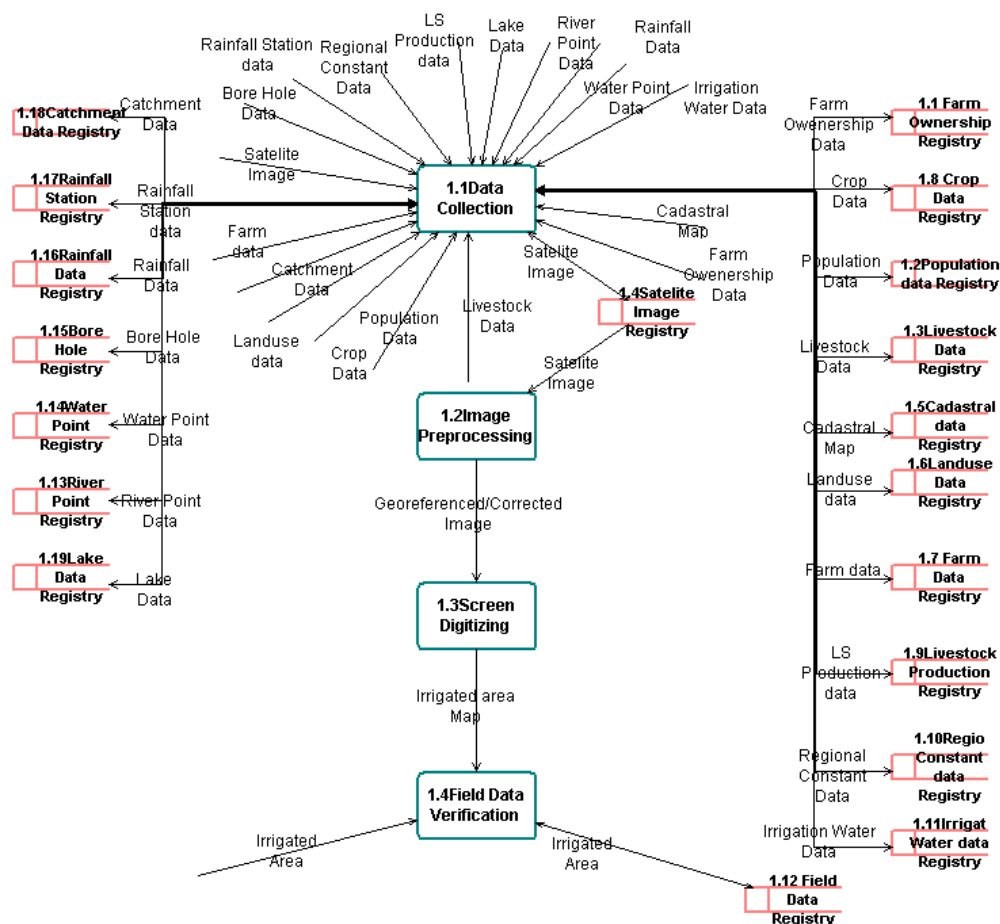 Rainfall Station
data
Regional
Constant
Data
LS
Production
data
Lake
Data
River
Point
Data
Rainfall
Data
Bore Hole
Data
Water Point
Data
Irrigation
Water Data
Satelite
Image
1.1Data
Collection
Farm
data
Catchment
Data
Landuse
data
Population
Data
Crop
Data
Livestock
Data
Satellite
Image
Cadastral
Map
Farm
Owenership
Data
1.4Satelite
Image
Registry
Satellite
Image
1.2Image
Preprocessing
Georeferenced/Corrected
Image
1.3Screen
Digitizing
Irrigated area
Map
1.4Field Data
Verification
Irrigated
Area
Irrigated
Area
1.12 Field
Data
Registry
Catchment
Data
1.18Catchment
Data Registry
Rainfall
Station
data
1.17Rainfall
Station
Registry
Rainfall
Data
1.16Rainfall
Data
Registry
Bore Hole
Data
1.15Bore
Hole
Registry
Water Point
Data
1.14Water
Point
Registry
River Point
Data
1.13River
Point
Registry
Lake
Data
1.19Lake
Data
Registry
Farm
Owenership
Data
1.1 Farm
Ownership
Registry
Crop
Data
1.8 Crop
Data
Registry
Population
Data
1.2Population
data Registry
Livestock
Data
1.3Livestock
Data
Registry
Cadastral
Map
1.5Cadastral
data
Registry
Landuse
data
1.6Landuse
Data
Registry
Farm data
1.7 Farm
Data
Registry
LS
Production
data
1.9Livestock
Production
Registry
Regional
Constant
Data
1.10Regio
Constant
data
Registry
Irrigation Water
Data
1.11Irrigat
Water data
Registry